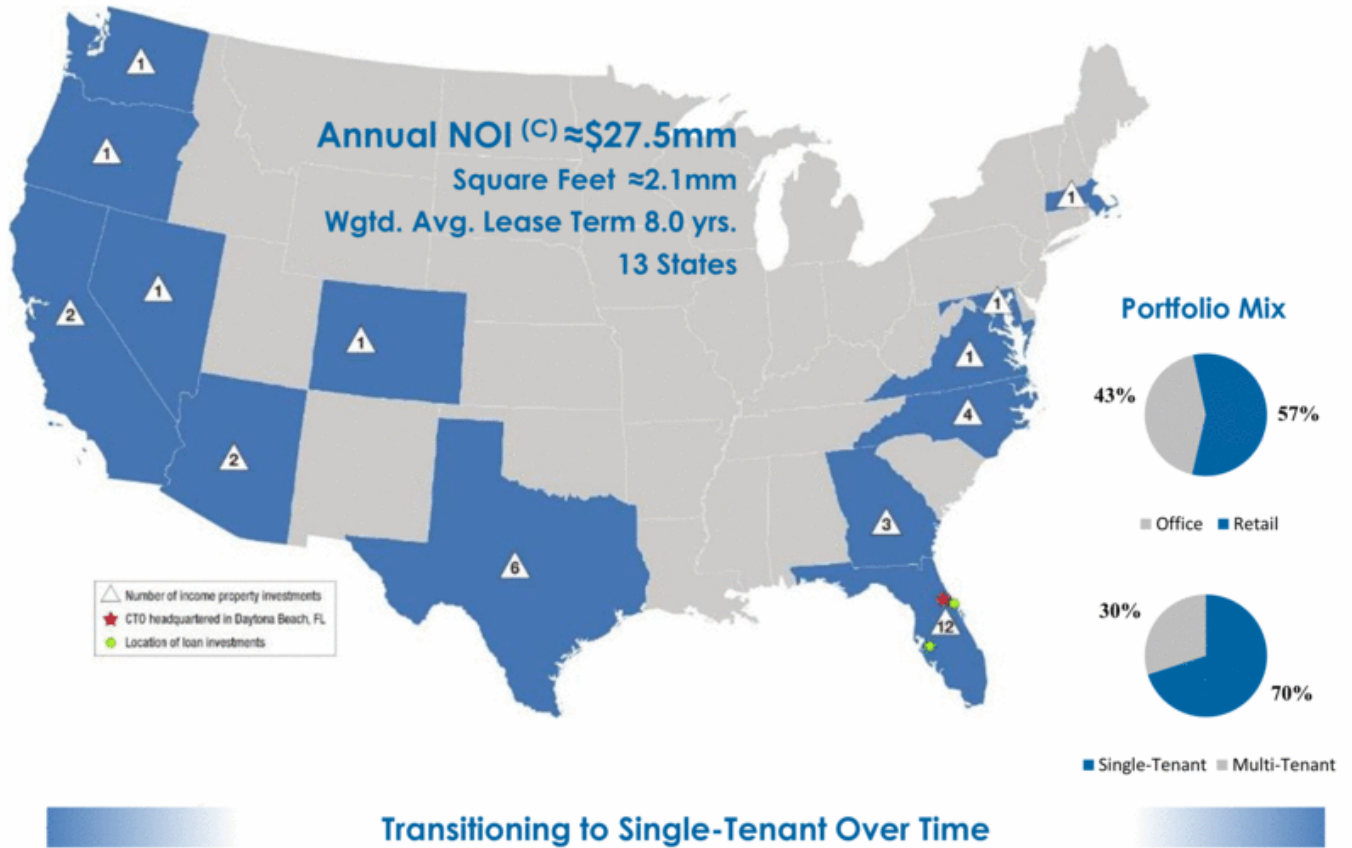 1
1
Annual NOI (C) ≈$27.5mm
Square Feet ≈2.1mm
Wgtd. Avg. Lease Term 8.0 yrs.
13 States
1
1
2
1
1
1
4
2
3
6
12
Number of income property investments
CTO headquartered in Daytona Beach, FL
Location of loan investments
Portfolio Mix
43%
57%
Office Retail
30%
70%
Single-Tenant Multi-Tenant
Transitioning to Single-Tenant Over Time